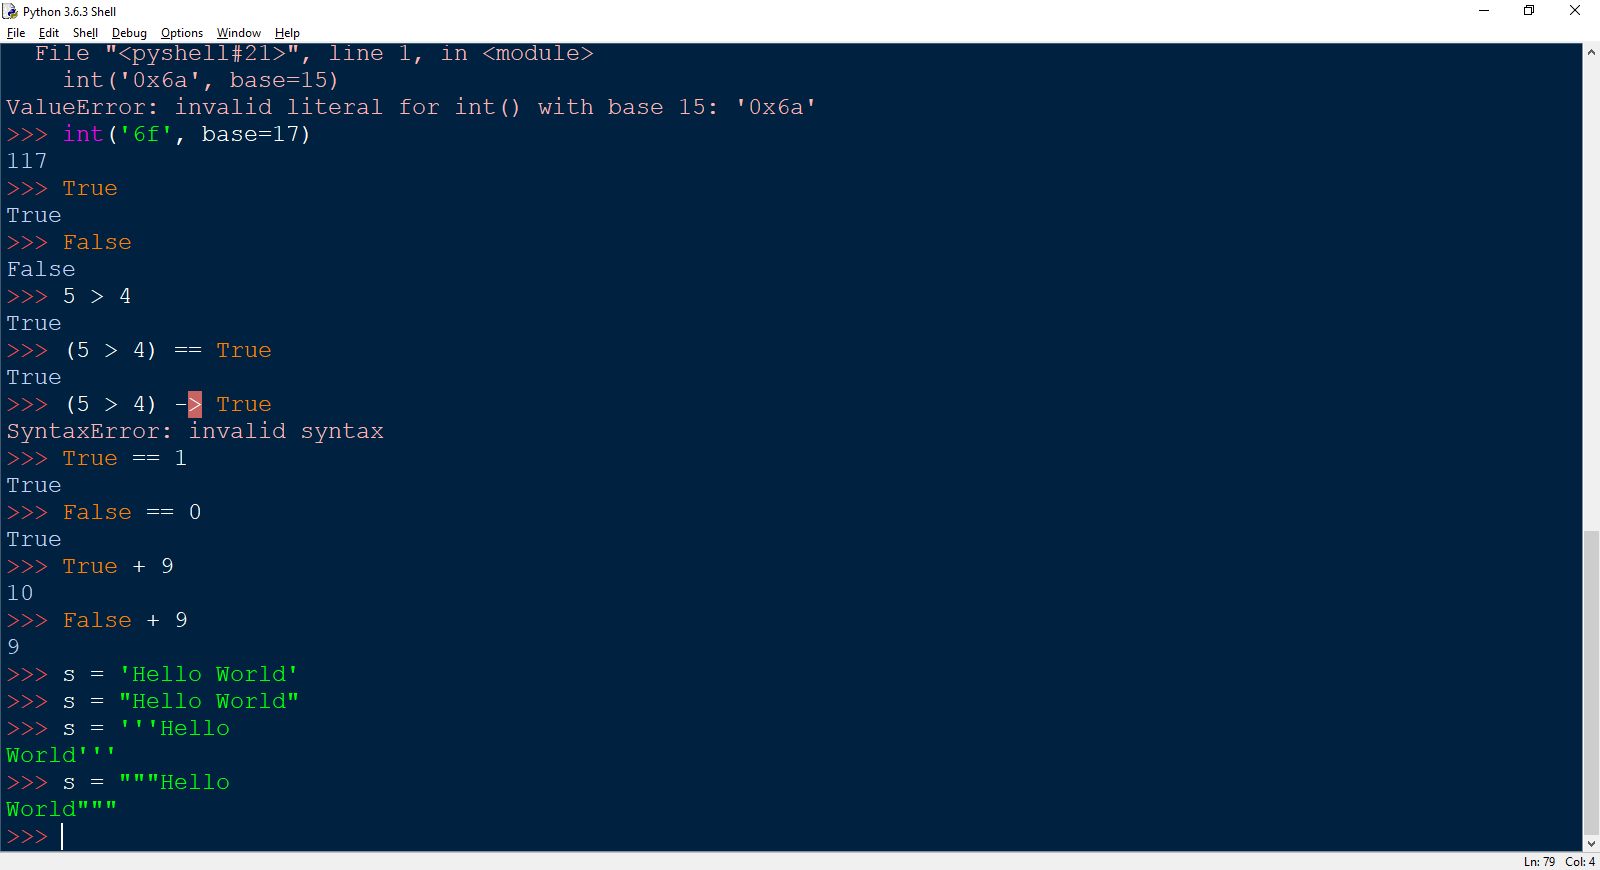 Python 3.6.3 Shell
File Edit Shell Debug Options Window Help
  File "<pyshell#21>", line 1, in <module>
    int('0x6a', base=15)
ValueError: invalid literal for int() with base 15: '0x6a'
>>> int('6f', base=17)
117
>>> True
True
>>> False
False
>>> 5 > 4
True
>>> (5 > 4) == True
True
>>> (5 > 4) -> True
SyntaxError: invalid syntax
>>> True == 1
True
>>> False == 0
True
>>> True + 9
10
>>> False + 9
9
>>> s = 'Hello World'
>>> s = "Hello World"
>>> s = '''Hello
World'''
>>> s = """Hello
World"""
>>>
Ln: 79 Col: 4